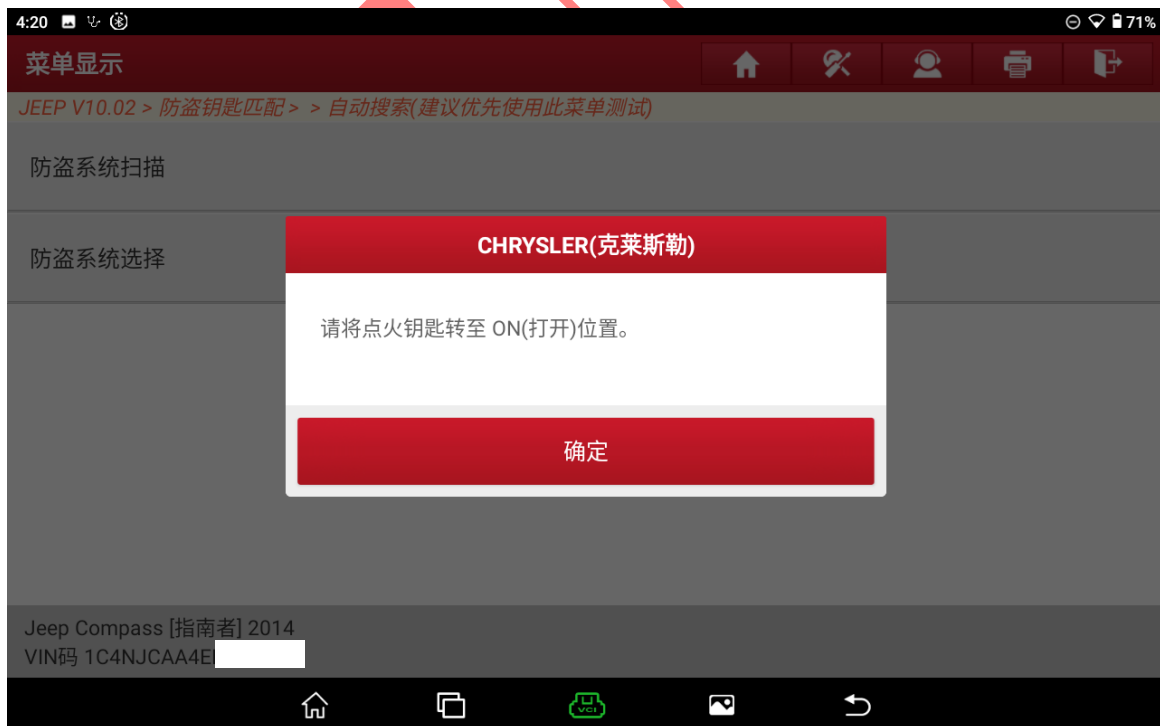 4:20
71%
菜单显示
JEEP V10.02 > 防盗钥匙匹配 > > 自动搜索(建议优先使用此菜单测试)
防盗系统扫描
防盗系统选择
CHRYSLER(克莱斯勒)
请将点火钥匙转至 ON(打开)位置。
确定
Jeep Compass [指南者] 2014
VIN码 1C4NJCAA4E
VCI